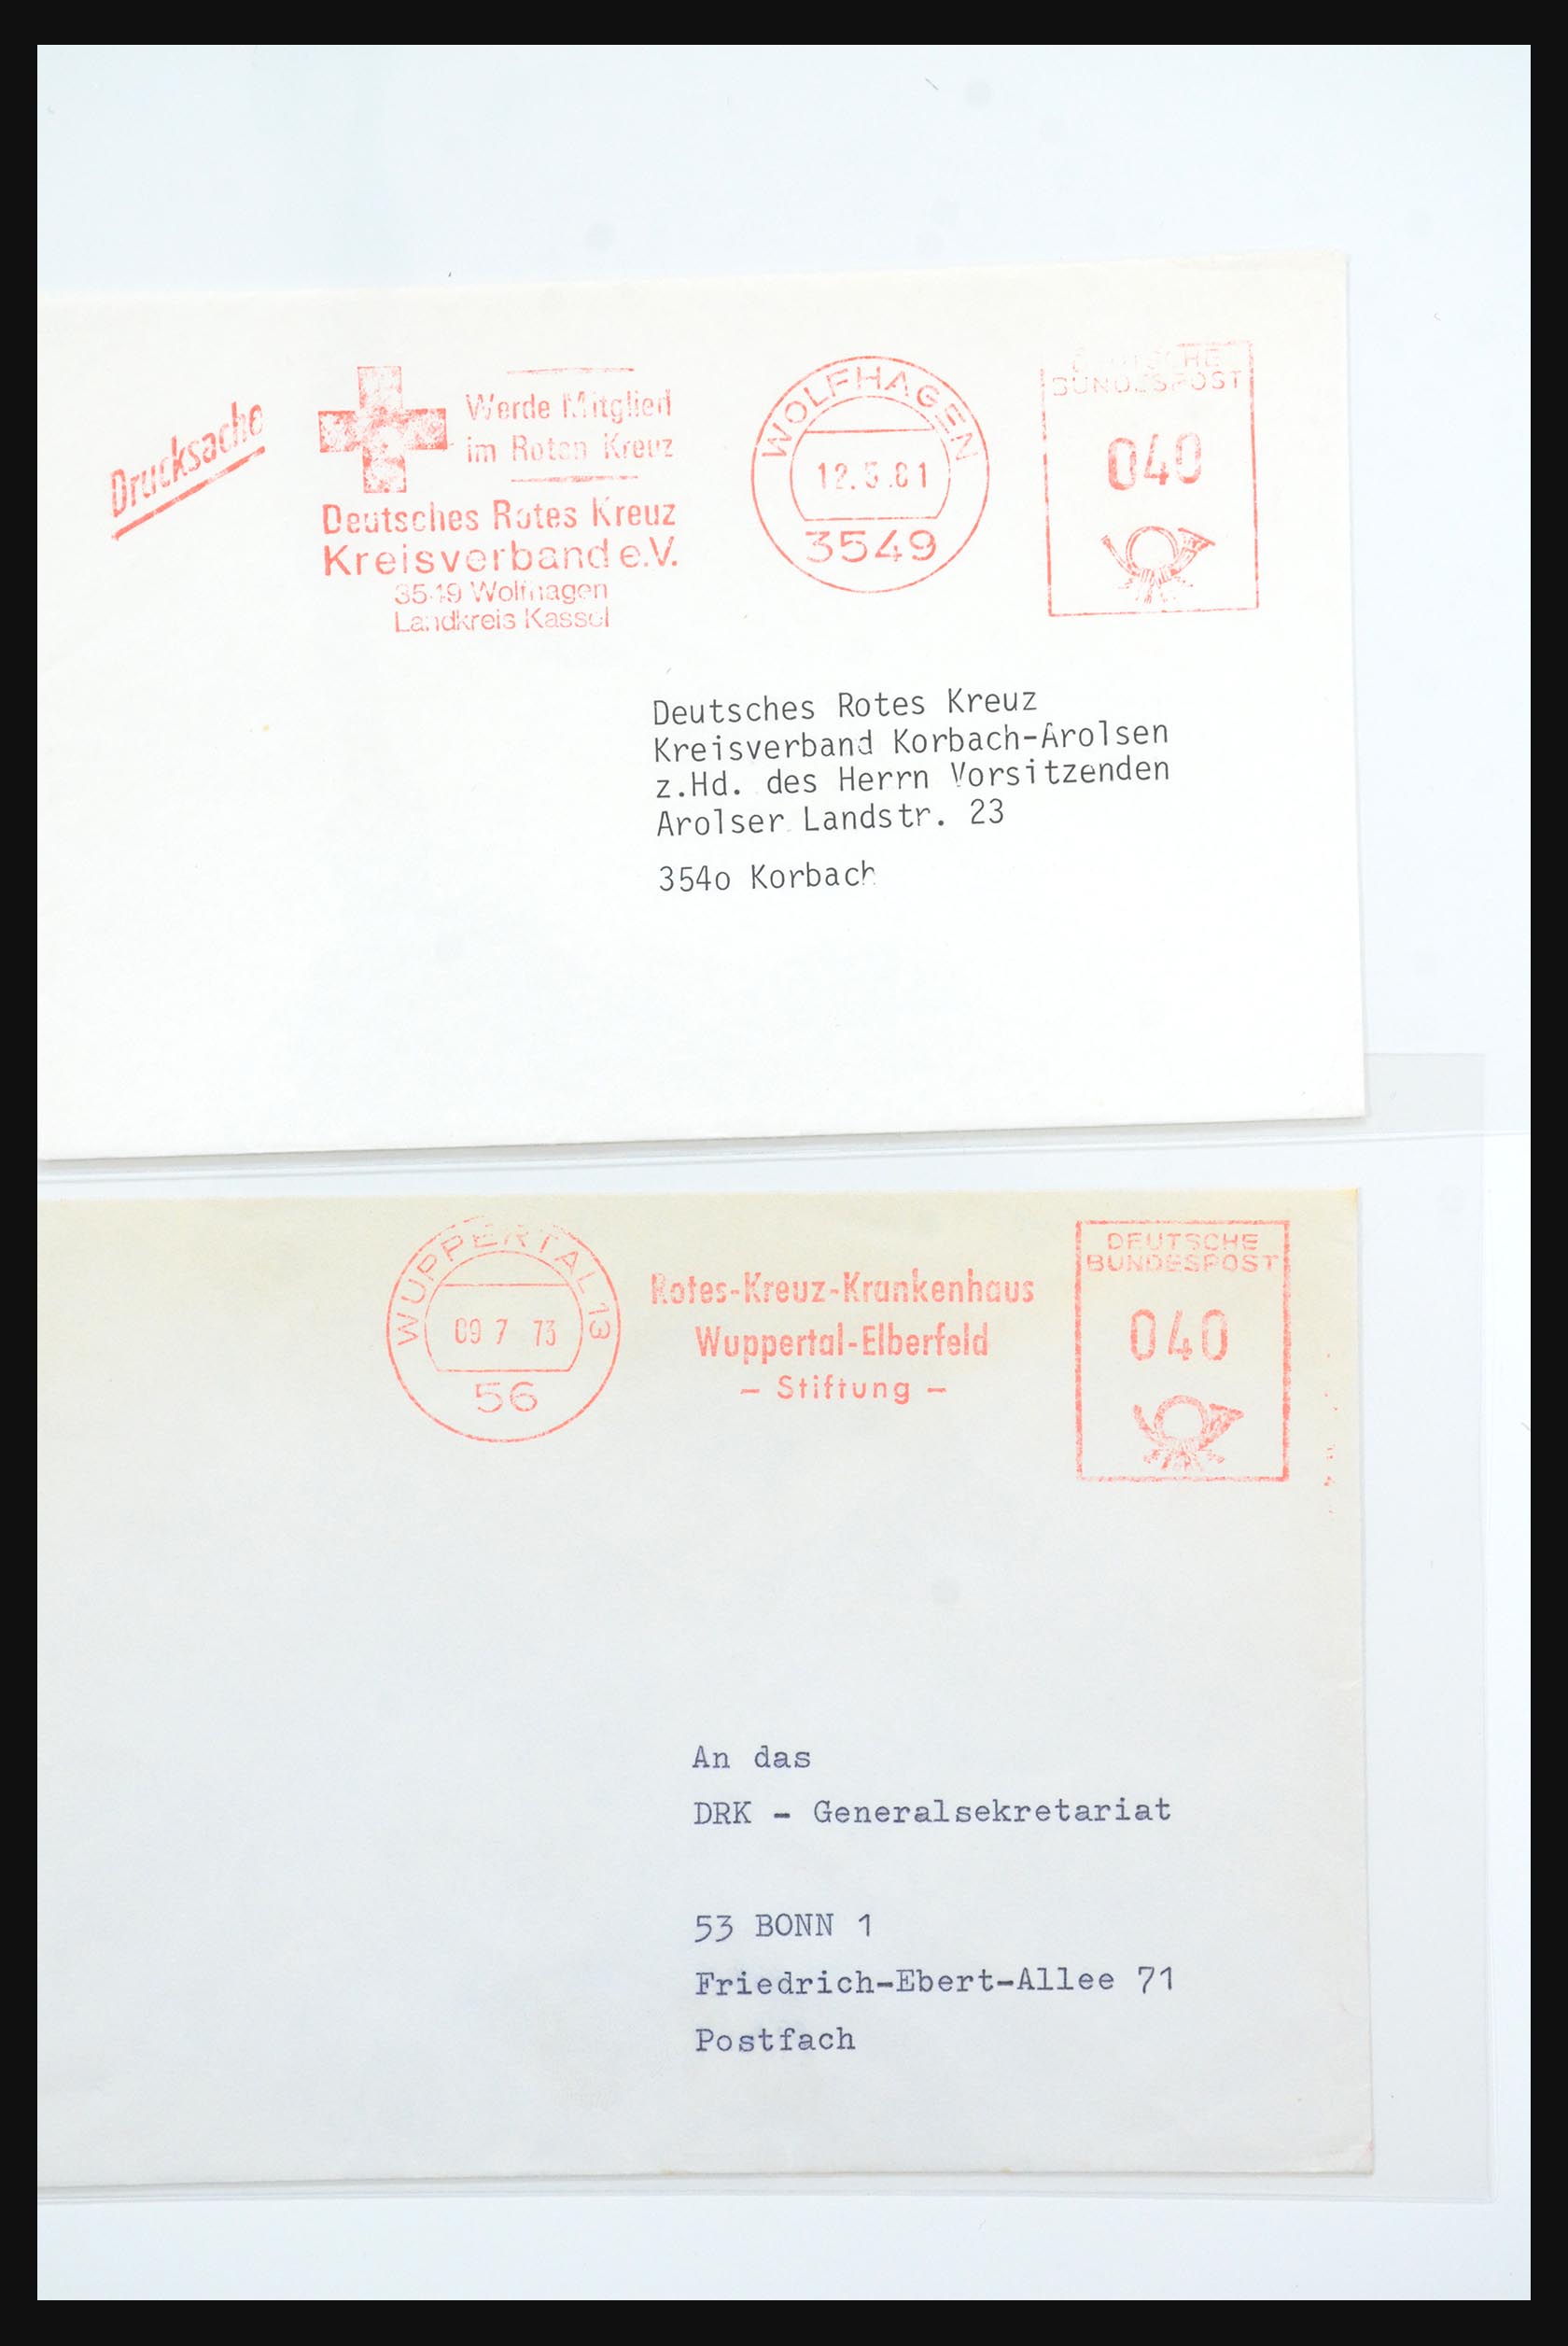 Drucksache
Werde Mitglied
im Roten Kreuz
Deutsches Rotes Kreuz
Kreisverband e.V.
3549 Wolfhagen
Landkreis Kassel
WOLFHAGEN
12.5.81
3549
DEUTSCHE
BUNDESPOST
040
Deutsches Rotes Kreuz
Kreisverband Korbach-Arolsen
z.Hd. des Herrn Vorsitzenden
Arolser Landstr. 23
354o Korbach
WUPPERTAL 13
09 7 73
56
Rotes-Kreuz-Krankenhaus
Wuppertal-Elberfeld
- Stiftung -
DEUTSCHE
BUNDESPOST
040
An das
DRK - Generalsekretariat
53 BONN 1
Friedrich-Ebert-Allee 71
Postfach